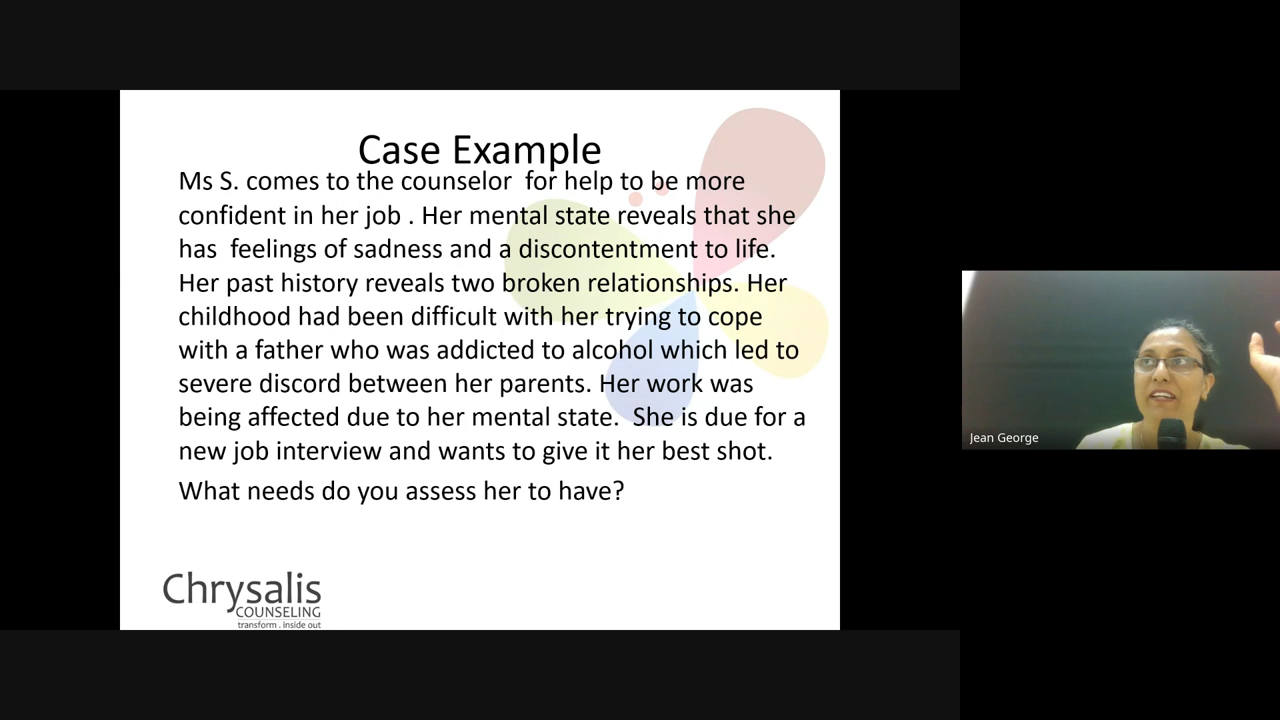 Case Example
Ms S. comes to the counselor  for help to be more
confident in her job . Her mental state reveals that she
has  feelings of sadness and a discontentment to life.
Her past history reveals two broken relationships. Her
childhood had been difficult with her trying to cope
with a father who was addicted to alcohol which led to
severe discord between her parents. Her work was
being affected due to her mental state.  She is due for a
new job interview and wants to give it her best shot.
What needs do you assess her to have?
Chrysalis
COUNSELING
transform . inside out
Jean George